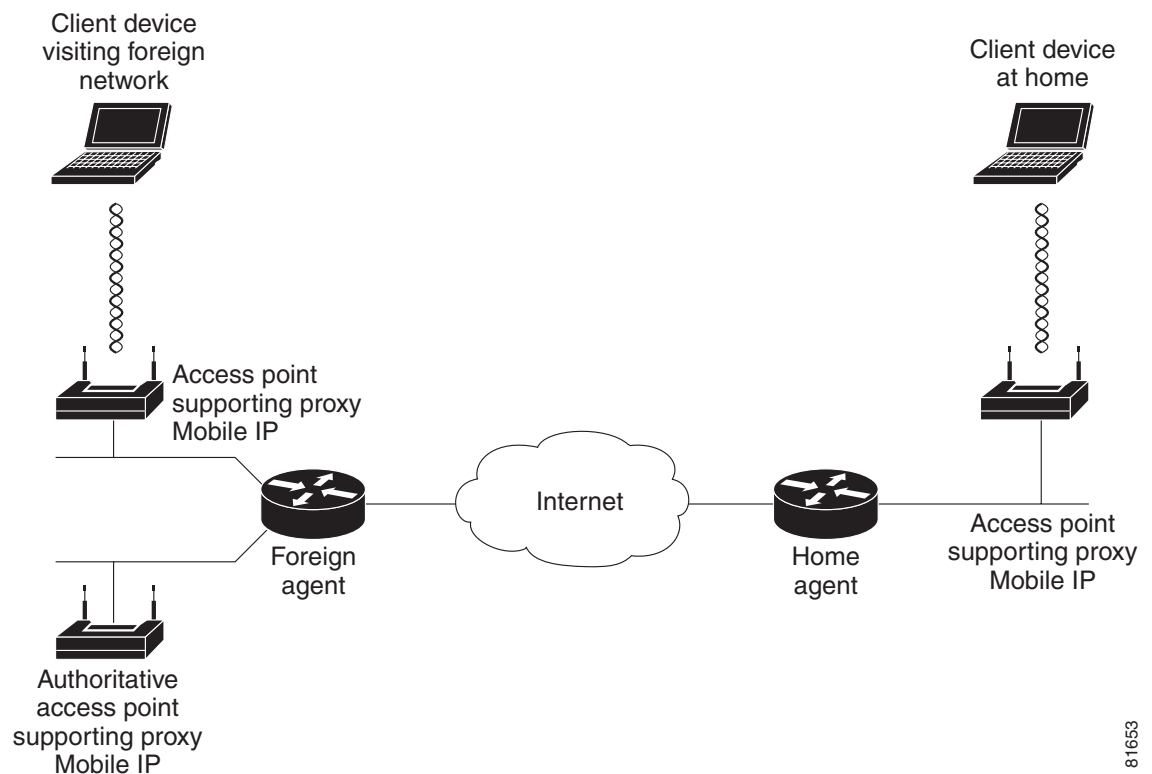 Client device
visiting foreign
network
Client device
at home
Access point
supporting proxy
Mobile IP
Foreign
agent
Internet
Home
agent
Access point
supporting proxy
Mobile IP
Authoritative
access point
supporting proxy
Mobile IP
81653